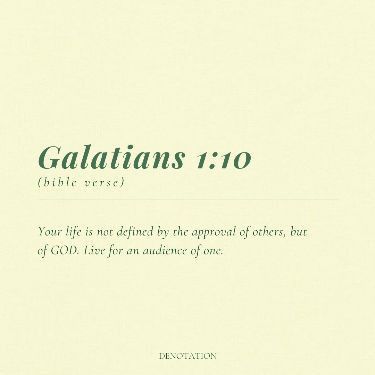 Galatians 1:10
(bible verse)
Your life is not defined by the approval of others, but
of GOD. Live for an audience of one.
DENOTATION